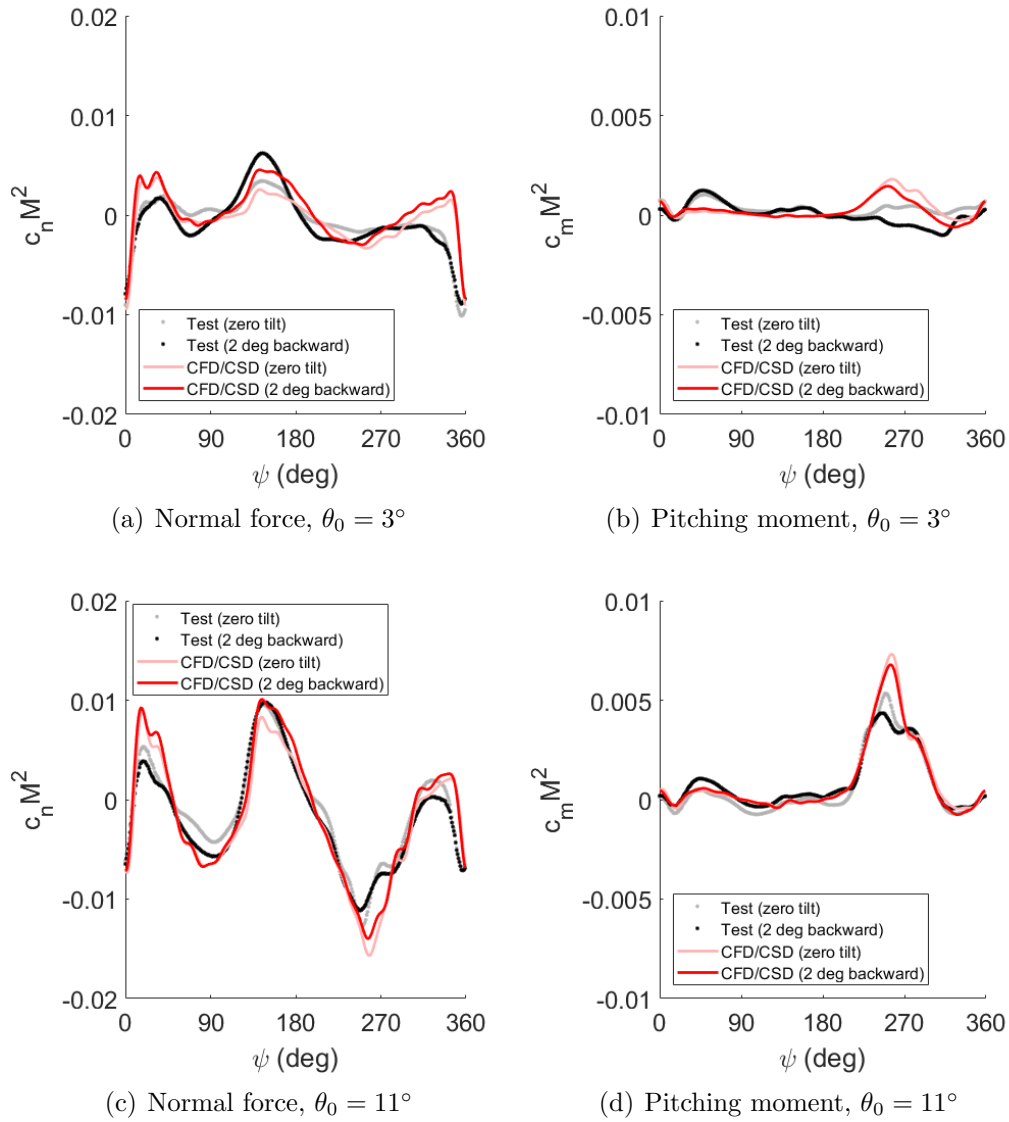 0.02
0.01
0
-0.01
-0.02
c_n M^2
Test (zero tilt)
Test (2 deg backward)
CFD/CSD (zero tilt)
CFD/CSD (2 deg backward)
0 90 180 270 360
ψ (deg)
(a) Normal force, θ_0 = 3°
0.01
0.005
0
-0.005
-0.01
c_m M^2
Test (zero tilt)
Test (2 deg backward)
CFD/CSD (zero tilt)
CFD/CSD (2 deg backward)
0 90 180 270 360
ψ (deg)
(b) Pitching moment, θ_0 = 3°
0.02
0.01
0
-0.01
-0.02
c_n M^2
Test (zero tilt)
Test (2 deg backward)
CFD/CSD (zero tilt)
CFD/CSD (2 deg backward)
0 90 180 270 360
ψ (deg)
(c) Normal force, θ_0 = 11°
0.01
0.005
0
-0.005
-0.01
c_m M^2
Test (zero tilt)
Test (2 deg backward)
CFD/CSD (zero tilt)
CFD/CSD (2 deg backward)
0 90 180 270 360
ψ (deg)
(d) Pitching moment, θ_0 = 11°